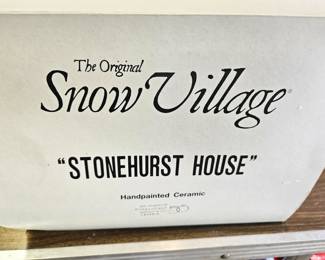 The Original
Snow Village®
"STONEHURST HOUSE"
Handpainted Ceramic